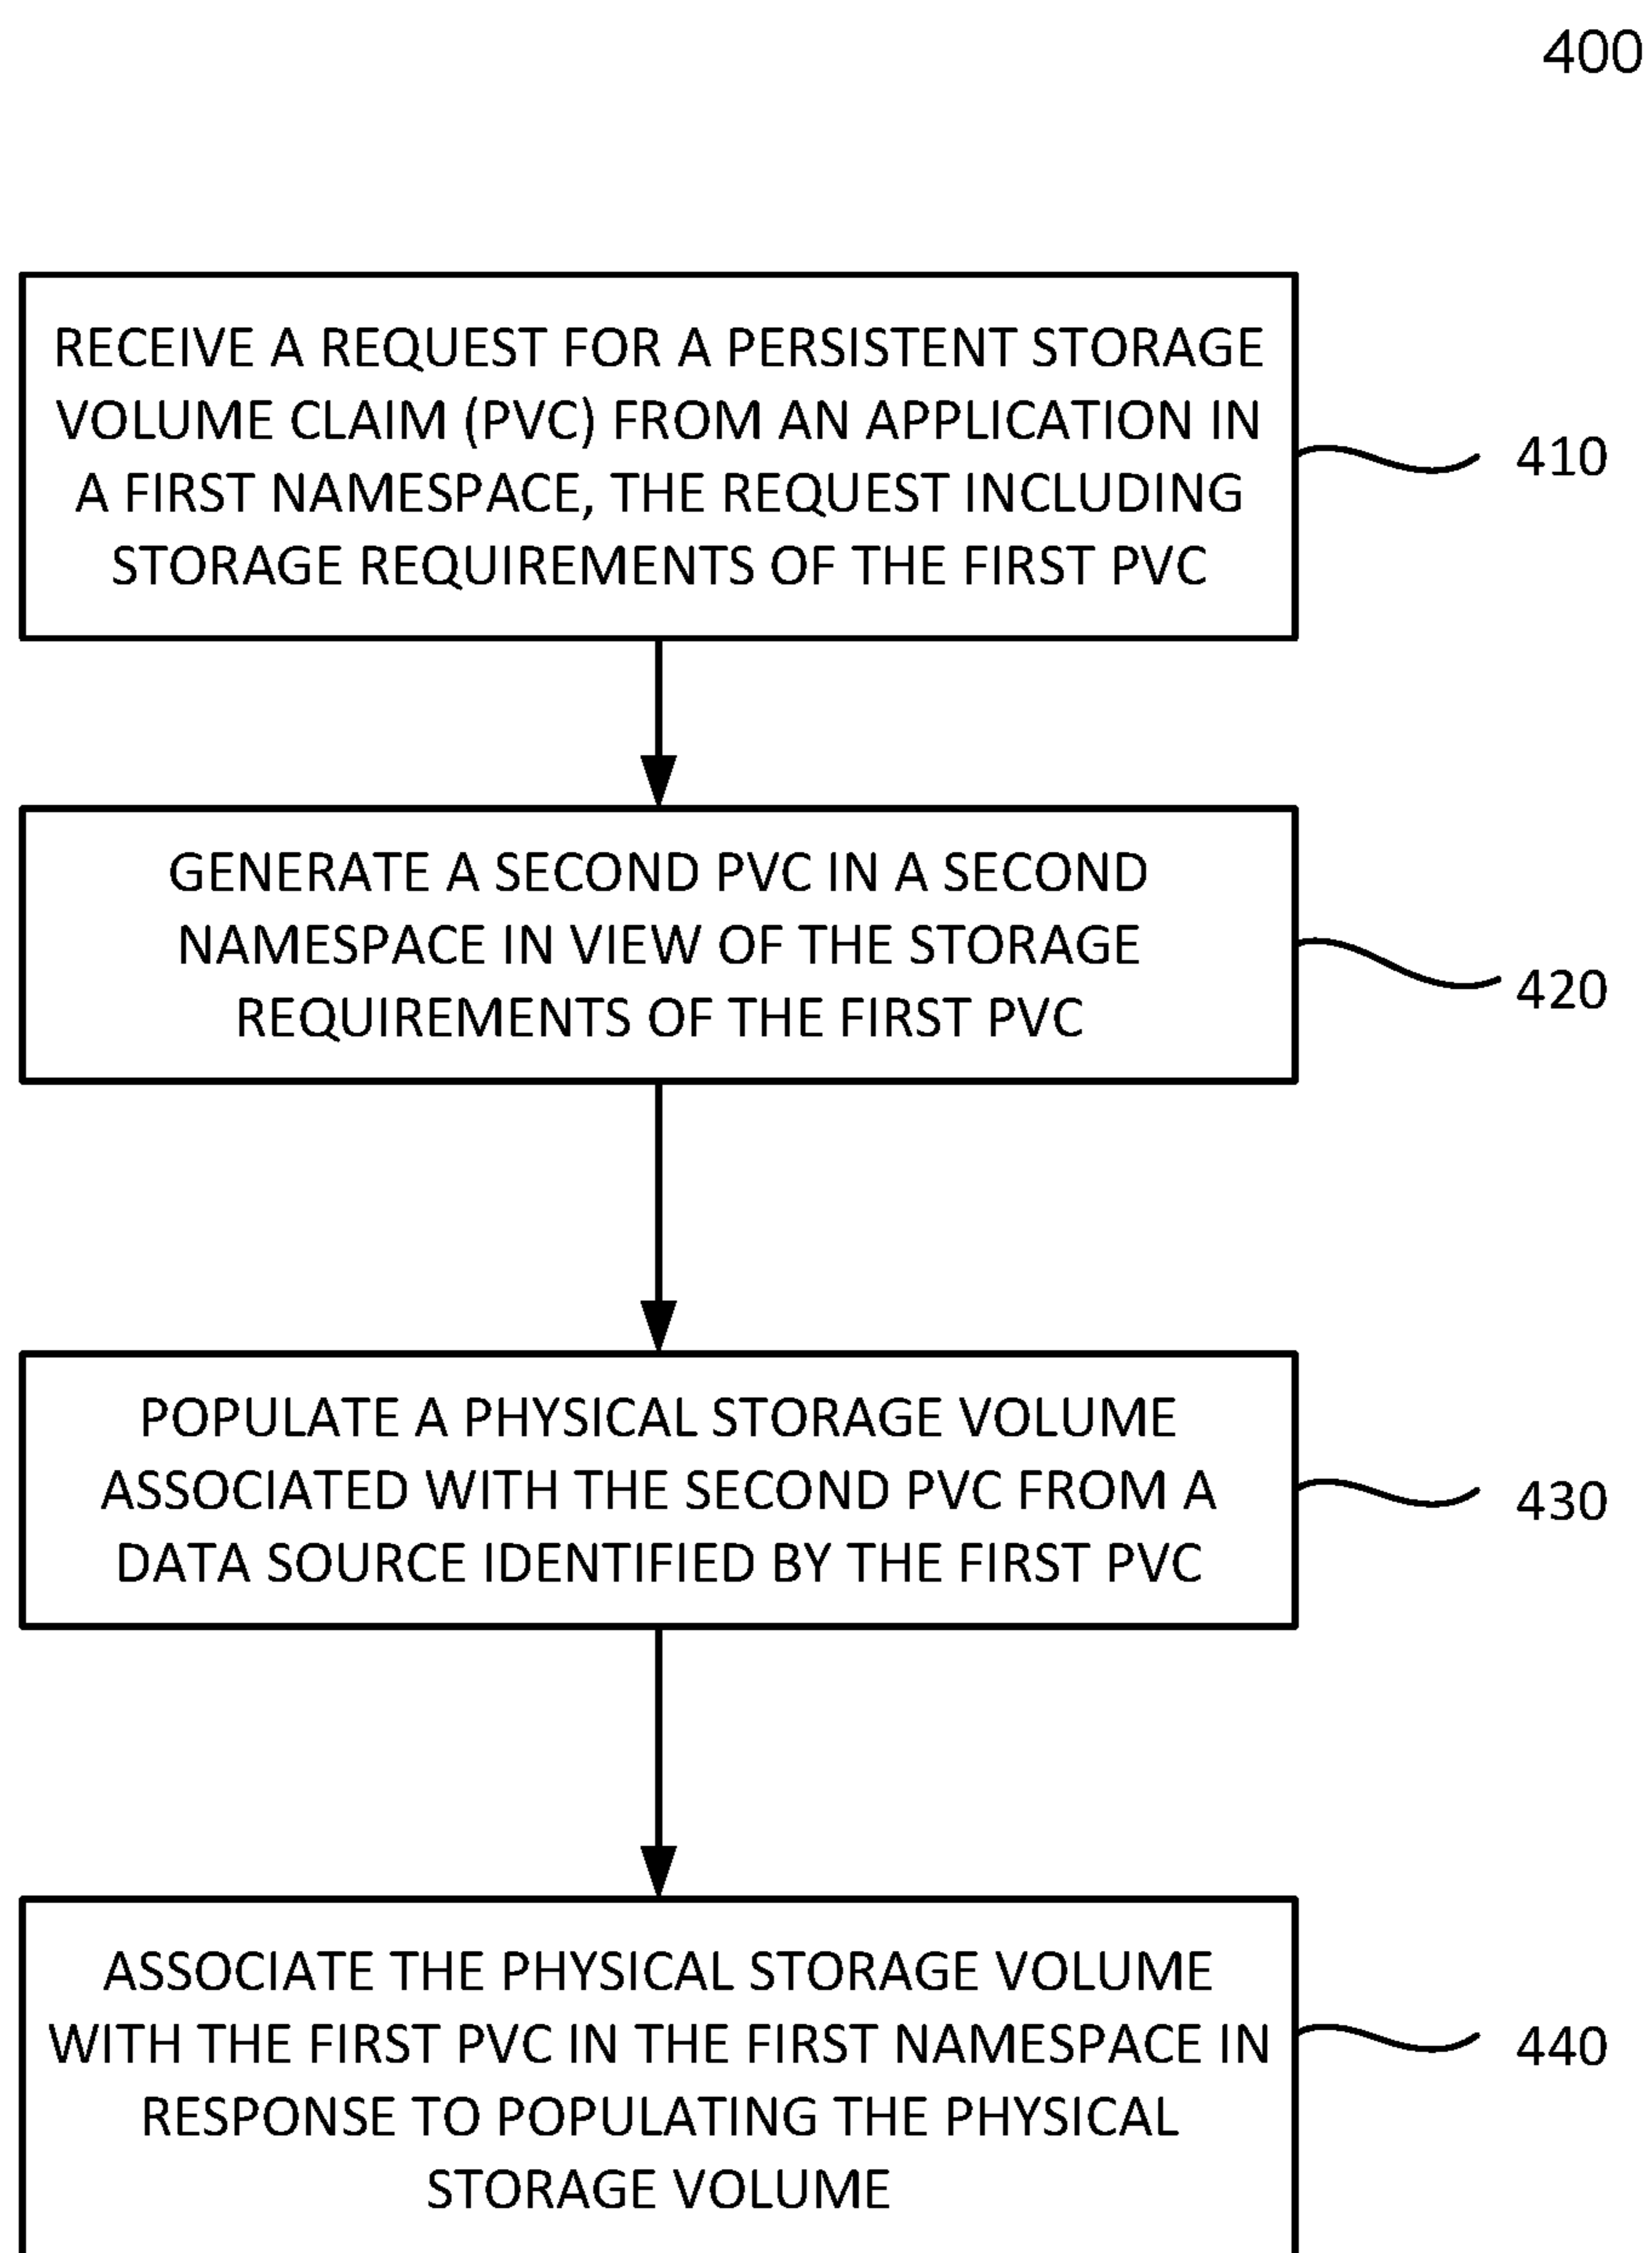 400
RECEIVE A REQUEST FOR A PERSISTENT STORAGE
VOLUME CLAIM (PVC) FROM AN APPLICATION IN
A FIRST NAMESPACE, THE REQUEST INCLUDING
STORAGE REQUIREMENTS OF THE FIRST PVC
410
GENERATE A SECOND PVC IN A SECOND
NAMESPACE IN VIEW OF THE STORAGE
REQUIREMENTS OF THE FIRST PVC
420
POPULATE A PHYSICAL STORAGE VOLUME
ASSOCIATED WITH THE SECOND PVC FROM A
DATA SOURCE IDENTIFIED BY THE FIRST PVC
430
ASSOCIATE THE PHYSICAL STORAGE VOLUME
WITH THE FIRST PVC IN THE FIRST NAMESPACE IN
RESPONSE TO POPULATING THE PHYSICAL
STORAGE VOLUME
440